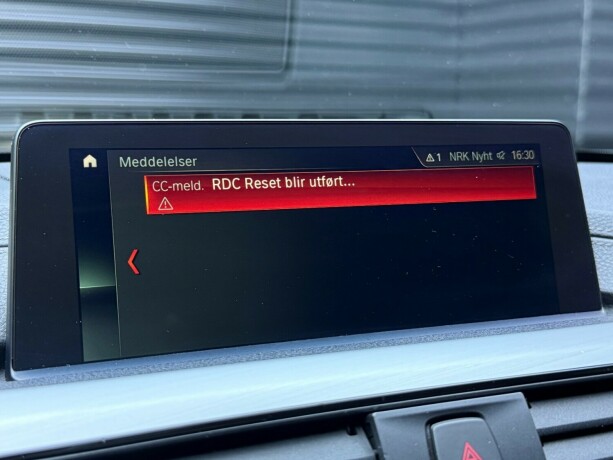 Meddelelser
1 NRK Nyht 16:30
CC-meld. RDC Reset blir utført...